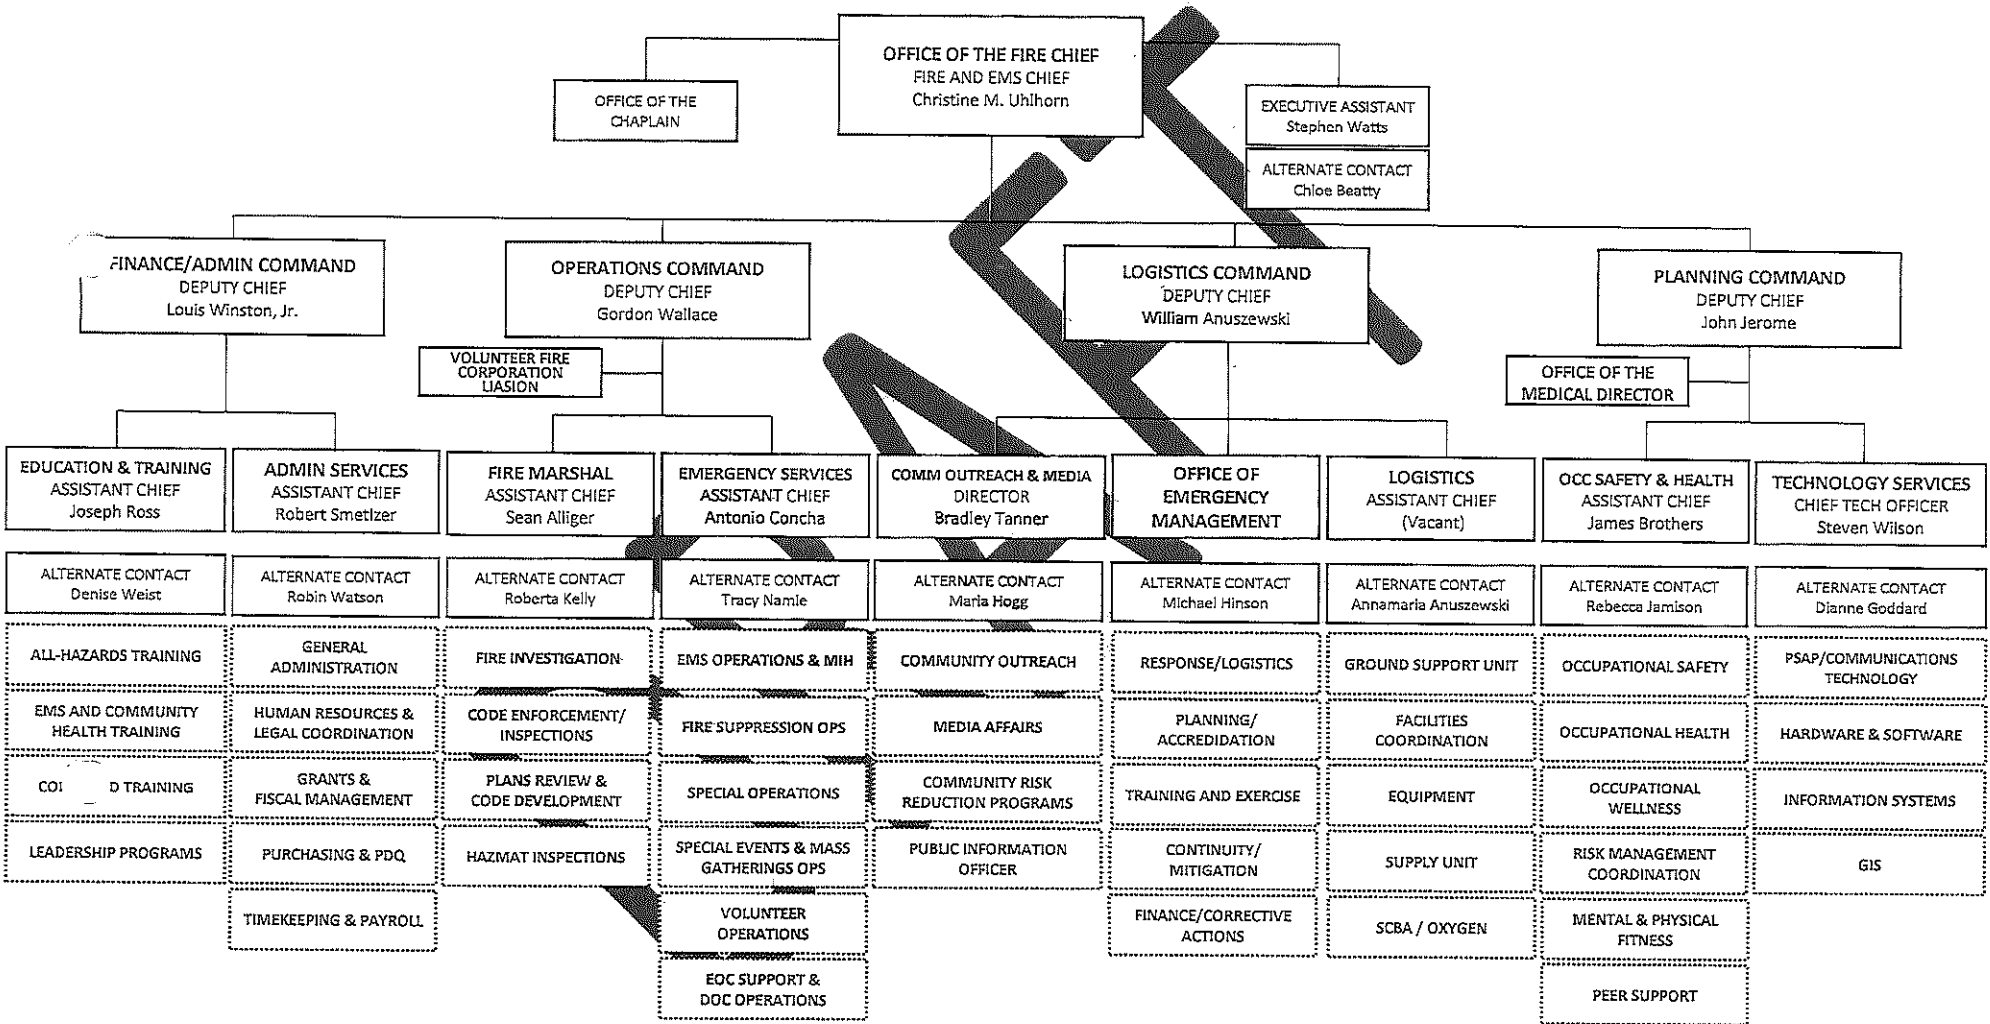 OFFICE OF THE FIRE CHIEF
FIRE AND EMS CHIEF
Christine M. Uhlhorn
OFFICE OF THE
CHAPLAIN
EXECUTIVE ASSISTANT
Stephen Watts
ALTERNATE CONTACT
Chloe Beatty
FINANCE/ADMIN COMMAND
DEPUTY CHIEF
Louis Winston, Jr.
OPERATIONS COMMAND
DEPUTY CHIEF
Gordon Wallace
LOGISTICS COMMAND
DEPUTY CHIEF
William Anuszewski
PLANNING COMMAND
DEPUTY CHIEF
John Jerome
VOLUNTEER FIRE
CORPORATION
LIASION
OFFICE OF THE
MEDICAL DIRECTOR
EDUCATION & TRAINING
ASSISTANT CHIEF
Joseph Ross
ADMIN SERVICES
ASSISTANT CHIEF
Robert Smetlzer
FIRE MARSHAL
ASSISTANT CHIEF
Sean Alliger
EMERGENCY SERVICES
ASSISTANT CHIEF
Antonio Concha
COMM OUTREACH & MEDIA
DIRECTOR
Bradley Tanner
OFFICE OF
EMERGENCY
MANAGEMENT
LOGISTICS
ASSISTANT CHIEF
(Vacant)
OCC SAFETY & HEALTH
ASSISTANT CHIEF
James Brothers
TECHNOLOGY SERVICES
CHIEF TECH OFFICER
Steven Wilson
ALTERNATE CONTACT
Denise Weist
ALTERNATE CONTACT
Robin Watson
ALTERNATE CONTACT
Roberta Kelly
ALTERNATE CONTACT
Tracy Namie
ALTERNATE CONTACT
Maria Hogg
ALTERNATE CONTACT
Michael Hinson
ALTERNATE CONTACT
Annamaria Anuszewski
ALTERNATE CONTACT
Rebecca Jamison
ALTERNATE CONTACT
Dianne Goddard
ALL-HAZARDS TRAINING
EMS AND COMMUNITY
HEALTH TRAINING
TRAINING
LEADERSHIP PROGRAMS
GENERAL
ADMINISTRATION
HUMAN RESOURCES &
LEGAL COORDINATION
GRANTS &
FISCAL MANAGEMENT
PURCHASING & PDQ
TIMEKEEPING & PAYROLL
FIRE INVESTIGATION
CODE ENFORCEMENT/
INSPECTIONS
PLANS REVIEW &
CODE DEVELOPMENT
HAZMAT INSPECTIONS
EMS OPERATIONS & MIH
FIRE SUPPRESSION OPS
SPECIAL OPERATIONS
SPECIAL EVENTS & MASS
GATHERINGS OPS
VOLUNTEER
OPERATIONS
EOC SUPPORT &
DOC OPERATIONS
COMMUNITY OUTREACH
MEDIA AFFAIRS
COMMUNITY RISK
REDUCTION PROGRAMS
PUBLIC INFORMATION
OFFICER
RESPONSE/LOGISTICS
PLANNING/
ACCREDIDATION
TRAINING AND EXERCISE
CONTINUITY/
MITIGATION
FINANCE/CORRECTIVE
ACTIONS
GROUND SUPPORT UNIT
FACILITIES
COORDINATION
EQUIPMENT
SUPPLY UNIT
SCBA / OXYGEN
OCCUPATIONAL SAFETY
OCCUPATIONAL HEALTH
OCCUPATIONAL
WELLNESS
RISK MANAGEMENT
COORDINATION
MENTAL & PHYSICAL
FITNESS
PEER SUPPORT
PSAP/COMMUNICATIONS
TECHNOLOGY
HARDWARE & SOFTWARE
INFORMATION SYSTEMS
GIS